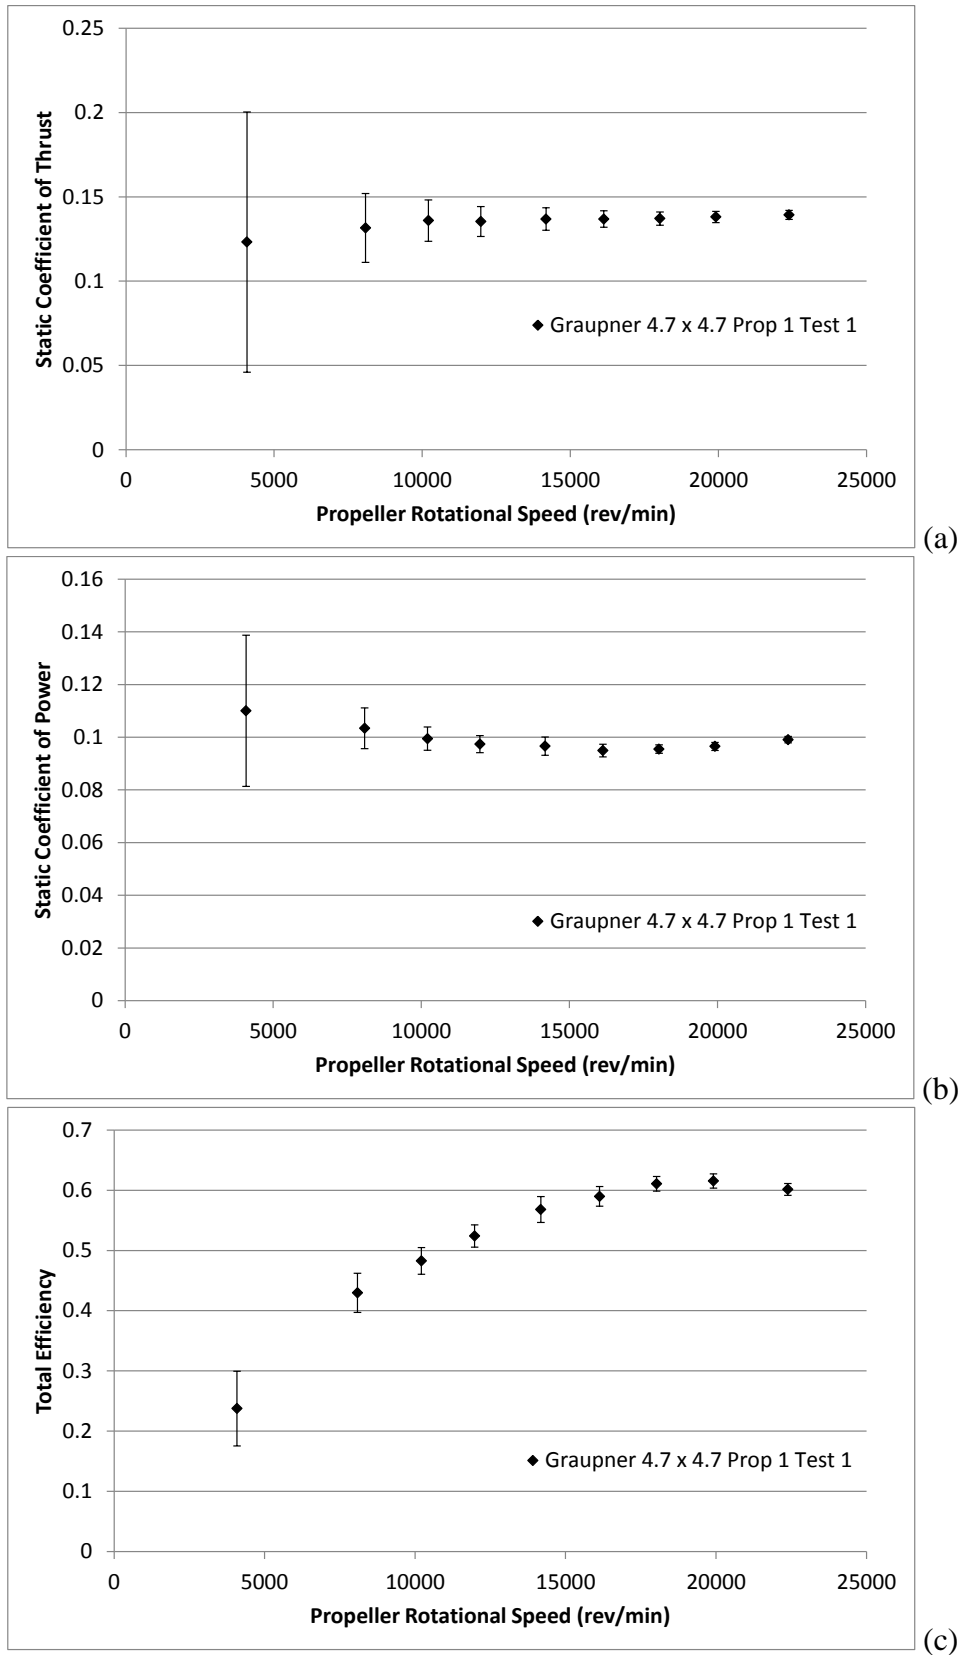 0.25
0.2
0.15
0.1
0.05
0
Static Coefficient of Thrust
Graupner 4.7 x 4.7 Prop 1 Test 1
0 5000 10000 15000 20000 25000
Propeller Rotational Speed (rev/min)
(a)
0.16
0.14
0.12
0.1
0.08
0.06
0.04
0.02
0
Static Coefficient of Power
Graupner 4.7 x 4.7 Prop 1 Test 1
0 5000 10000 15000 20000 25000
Propeller Rotational Speed (rev/min)
(b)
0.7
0.6
0.5
0.4
0.3
0.2
0.1
0
Total Efficiency
Graupner 4.7 x 4.7 Prop 1 Test 1
0 5000 10000 15000 20000 25000
Propeller Rotational Speed (rev/min)
(c)